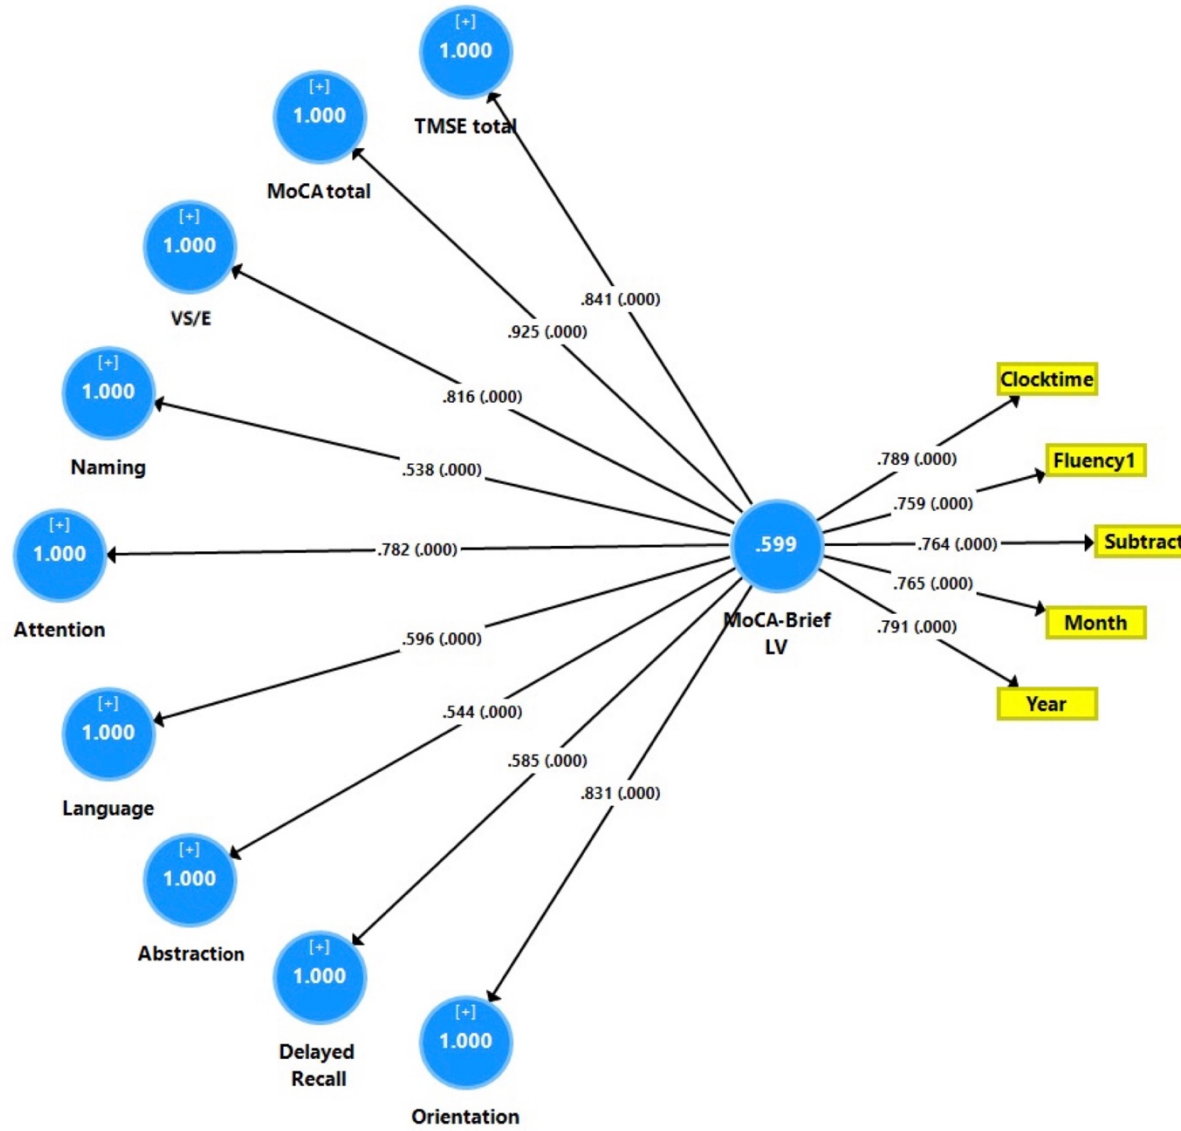 [+]
1.000
TMSE total
[+]
1.000
MoCA total
[+]
1.000
VS/E
[+]
1.000
Naming
[+]
1.000
Attention
[+]
1.000
Language
[+]
1.000
Abstraction
[+]
1.000
Delayed
Recall
[+]
1.000
Orientation
.841 (.000)
.925 (.000)
.816 (.000)
.538 (.000)
.782 (.000)
.596 (.000)
.544 (.000)
.585 (.000)
.831 (.000)
.599
MoCA-Brief
LV
.789 (.000)
.759 (.000)
.764 (.000)
.765 (.000)
.791 (.000)
Clocktime
Fluency1
Subtract
Month
Year